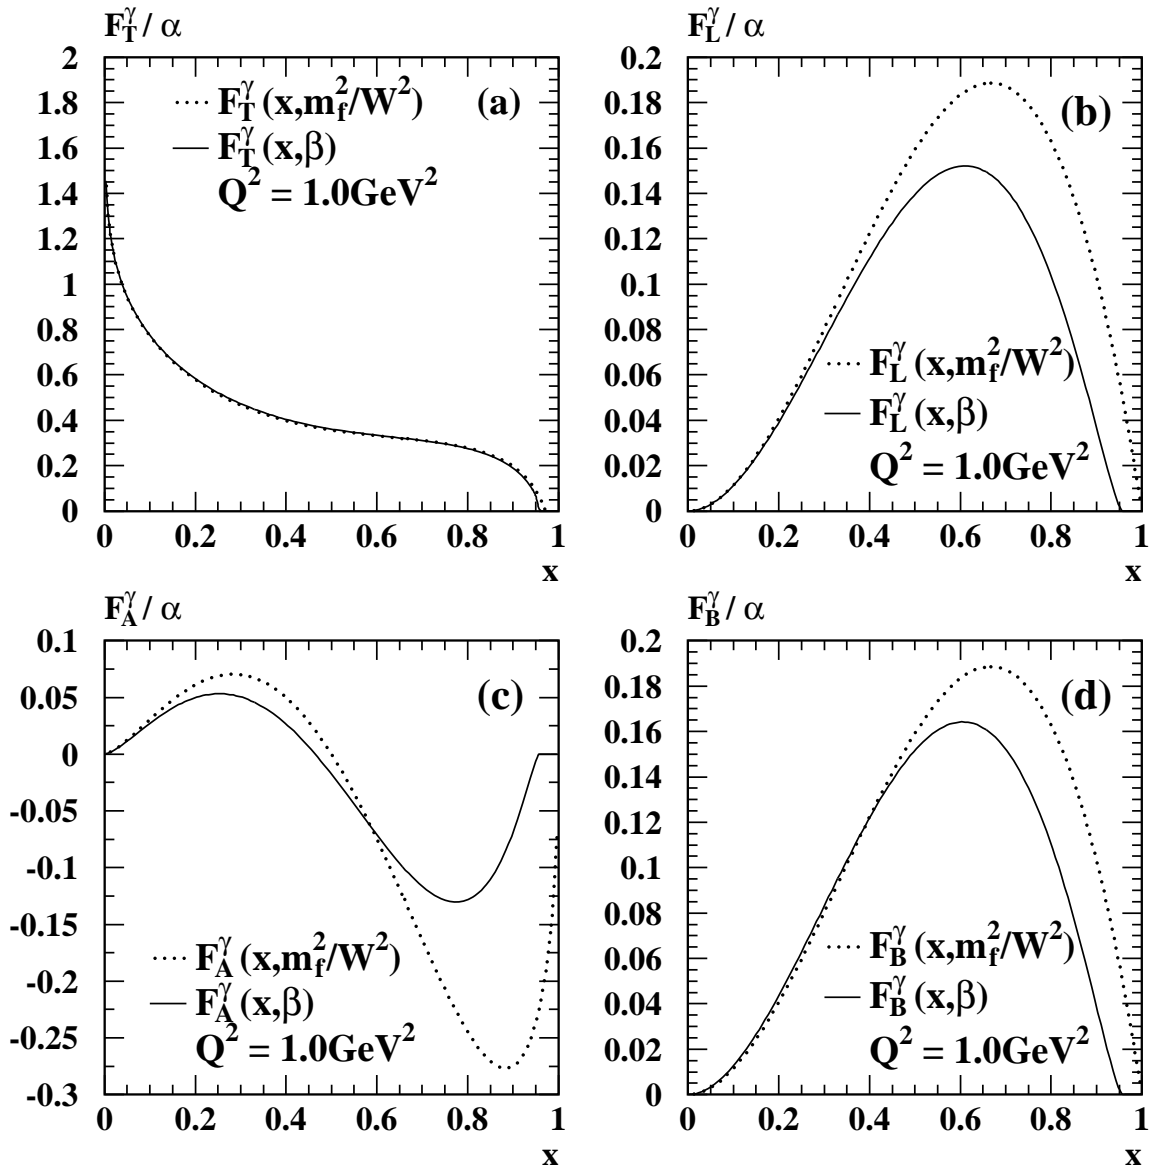 F_T^γ / α
2
1.8
1.6
1.4
1.2
1
0.8
0.6
0.4
0.2
0
F_T^γ (x,m_f^2/W^2)
F_T^γ (x,β)
Q^2 = 1.0GeV^2
(a)
0 0.2 0.4 0.6 0.8 1
x
F_L^γ / α
0.2
0.18
0.16
0.14
0.12
0.1
0.08
0.06
0.04
0.02
0
(b)
F_L^γ (x,m_f^2/W^2)
F_L^γ (x,β)
Q^2 = 1.0GeV^2
0 0.2 0.4 0.6 0.8 1
x
F_A^γ / α
0.1
0.05
0
-0.05
-0.1
-0.15
-0.2
-0.25
-0.3
(c)
F_A^γ (x,m_f^2/W^2)
F_A^γ (x,β)
Q^2 = 1.0GeV^2
0 0.2 0.4 0.6 0.8 1
x
F_B^γ / α
0.2
0.18
0.16
0.14
0.12
0.1
0.08
0.06
0.04
0.02
0
(d)
F_B^γ (x,m_f^2/W^2)
F_B^γ (x,β)
Q^2 = 1.0GeV^2
0 0.2 0.4 0.6 0.8 1
x